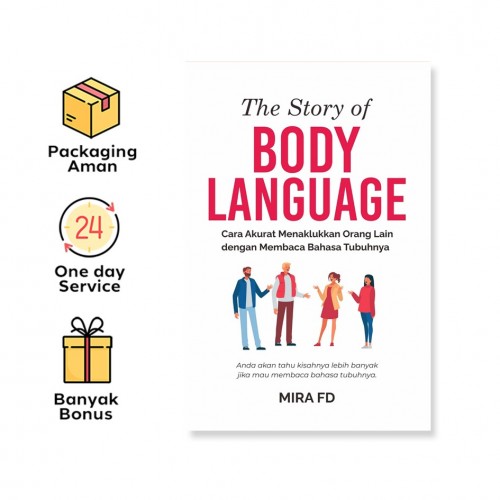 Packaging
Aman
24
One day
Service
Banyak
Bonus
The Story of
BODY
LANGUAGE
Cara Akurat Menaklukkan Orang Lain
dengan Membaca Bahasa Tubuhnya
Anda akan tahu kisahnya lebih banyak
jika mau membaca bahasa tubuhnya.
MIRA FD